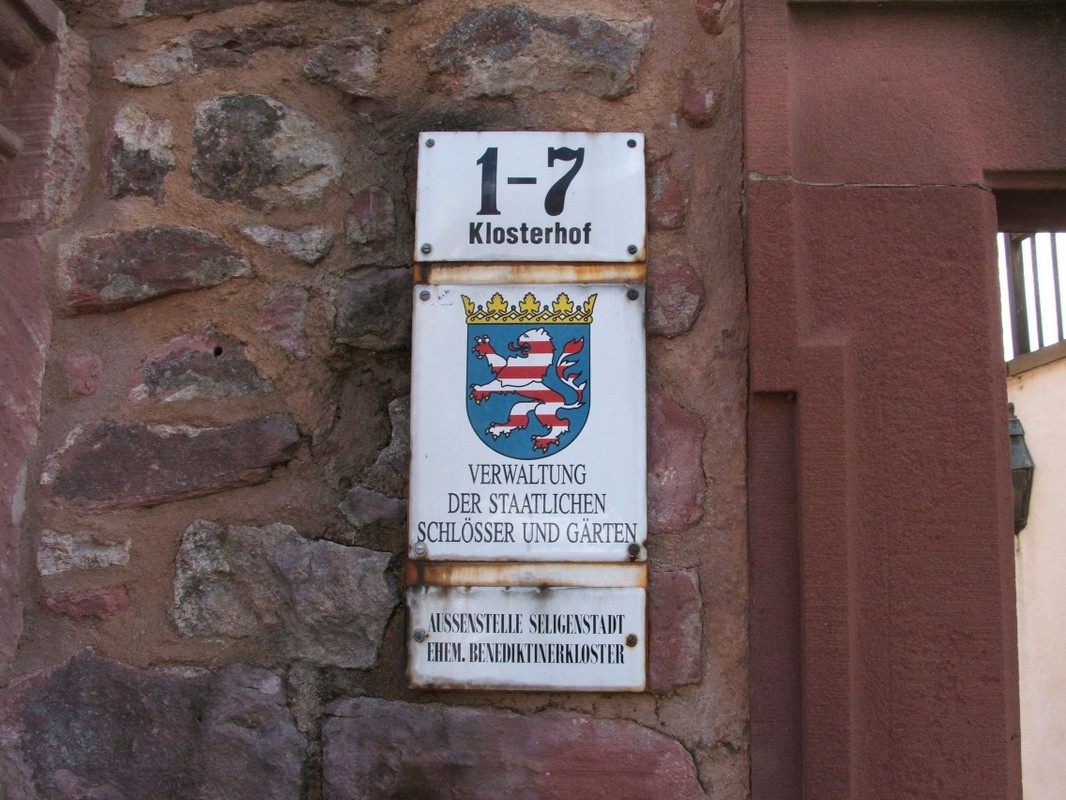 1-7
Klosterhof
VERWALTUNG
DER STAATLICHEN
SCHLÖSSER UND GÄRTEN
AUSSENSTELLE SELIGENSTADT
EHEM. BENEDIKTINERKLOSTER